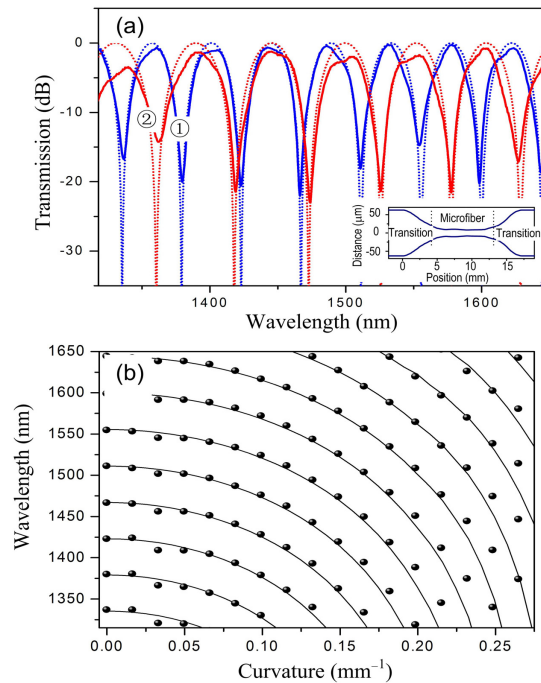 (a)
0
-10
-20
-30
Transmission (dB)
② ①
50
0
-50
Distance (µm)
Microfiber
Transition Transition
0 5 10 15
Position (mm)
1400 1500 1600
Wavelength (nm)
(b)
1650
1600
1550
1500
1450
1400
1350
Wavelength (nm)
0.00 0.05 0.10 0.15 0.20 0.25
Curvature (mm⁻¹)